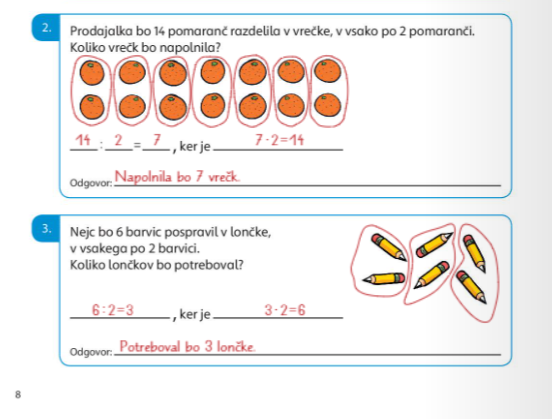 2.
Prodajalka bo 14 pomaranč razdelila v vrečke, v vsako po 2 pomaranči.
Koliko vrečk bo napolnila?
14 : 2 = 7 , ker je 7·2=14
Odgovor: Napolnila bo 7 vrečk.
3.
Nejc bo 6 barvic pospravil v lončke,
v vsakega po 2 barvici.
Koliko lončkov bo potreboval?
6:2=3 , ker je 3·2=6
Odgovor: Potreboval bo 3 lončke.
8